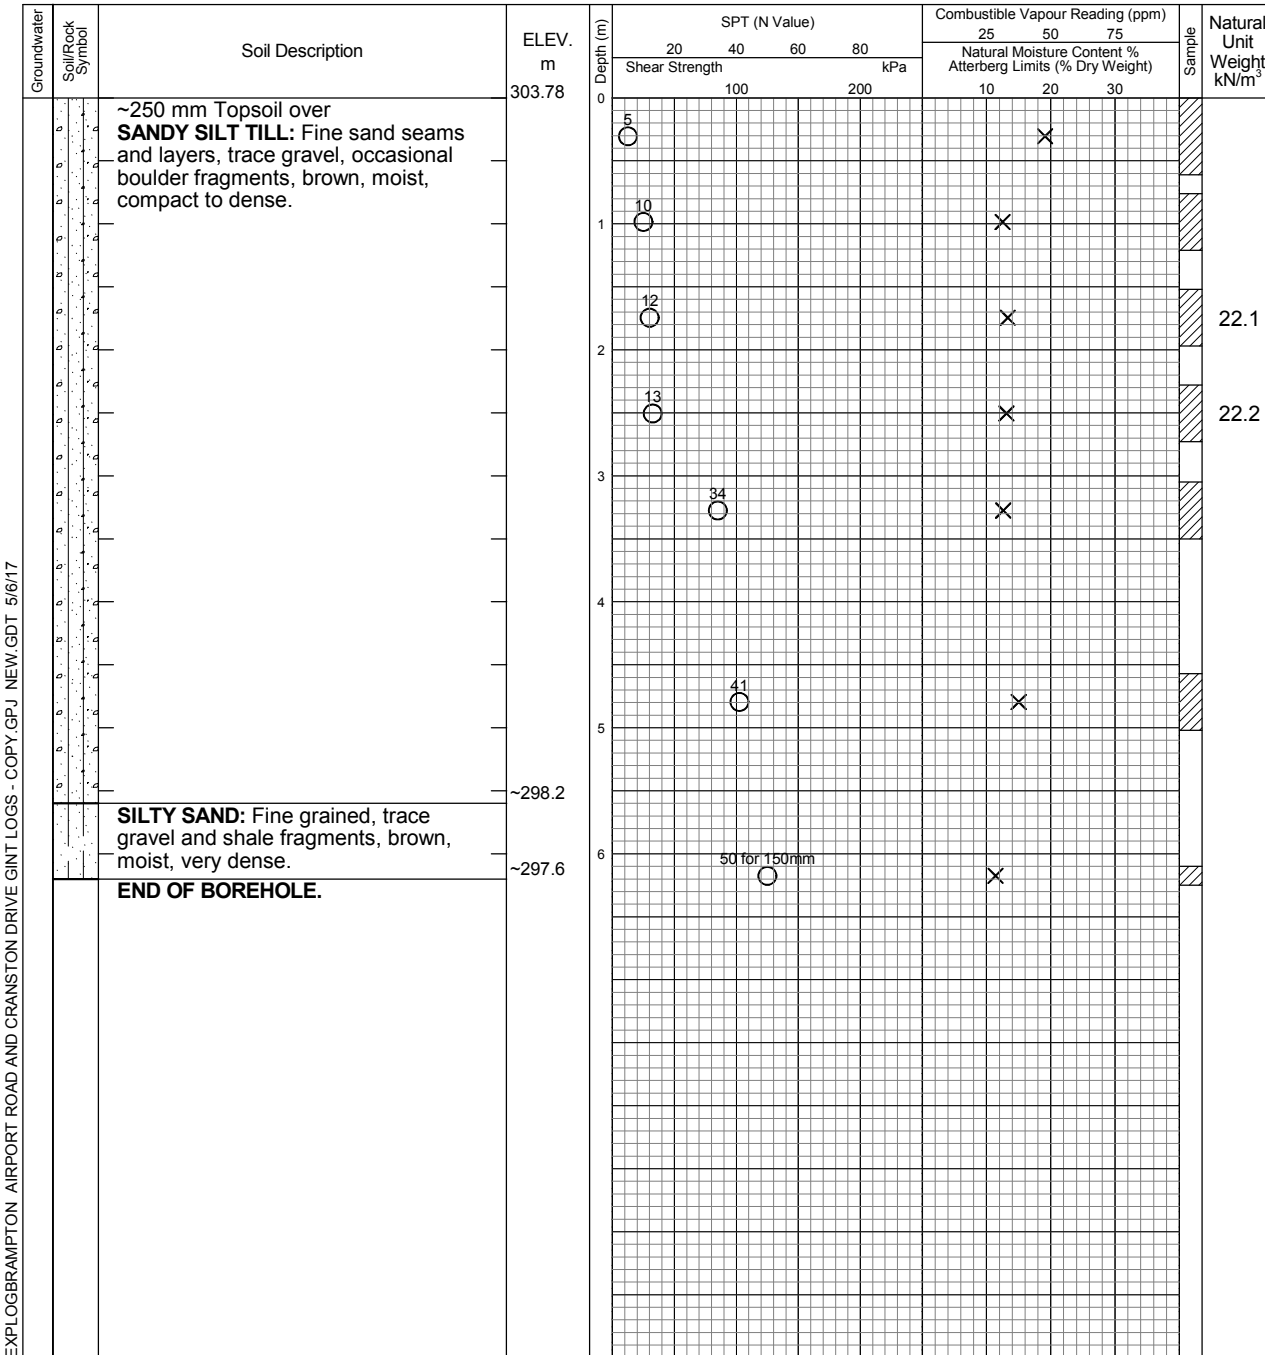 Groundwater
Soil/Rock
Symbol
Soil Description
ELEV.
m
303.78
Depth (m)
SPT (N Value)
20 40 60 80
Shear Strength kPa
100 200
Combustible Vapour Reading (ppm)
25 50 75
Natural Moisture Content %
Atterberg Limits (% Dry Weight)
10 20 30
Sample
Natural
Unit
Weight
kN/m³
0
~250 mm Topsoil over
SANDY SILT TILL: Fine sand seams
and layers, trace gravel, occasional
boulder fragments, brown, moist,
compact to dense.
5
10
1
12
22.1
2
13
22.2
3
34
4
41
5
~298.2
SILTY SAND: Fine grained, trace
gravel and shale fragments, brown,
moist, very dense.
6
50 for 150mm
~297.6
END OF BOREHOLE.
EXPLOGBRAMPTON AIRPORT ROAD AND CRANSTON DRIVE GINT LOGS - COPY.GPJ NEW.GDT 5/6/17